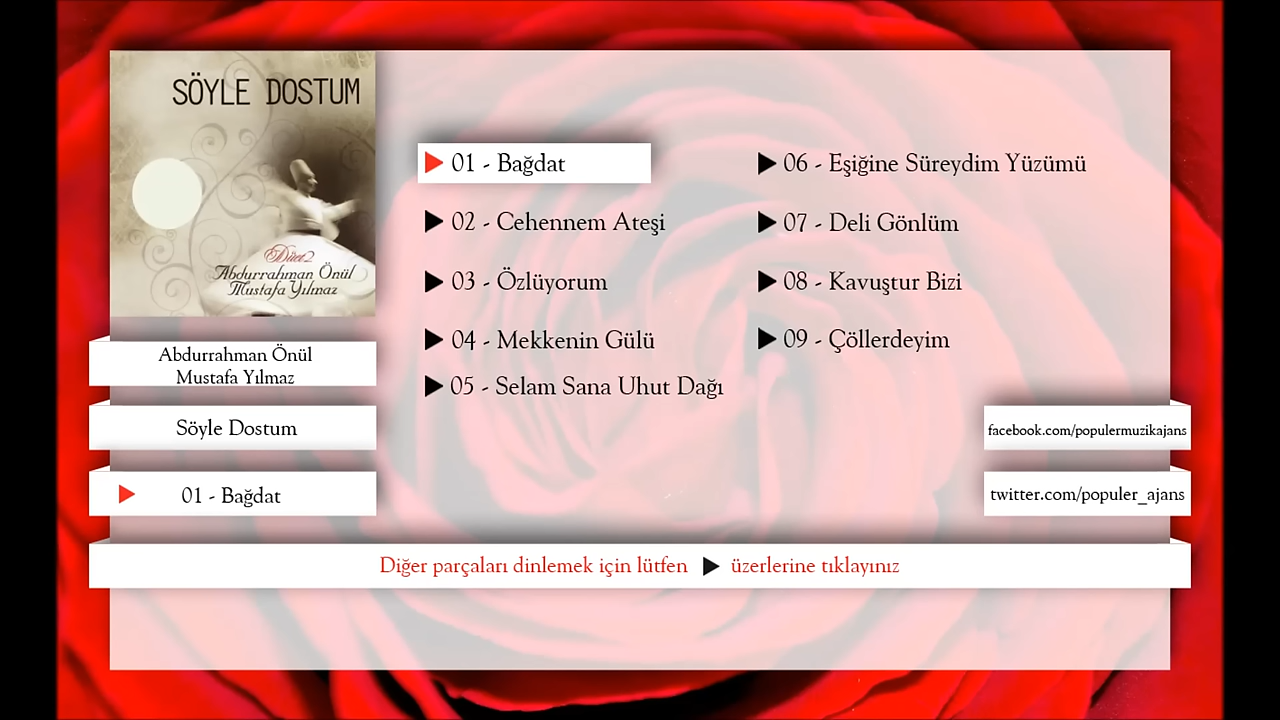 SÖYLE DOSTUM
Düet 2
Abdurrahman Önül
Mustafa Yılmaz
Abdurrahman Önül
Mustafa Yılmaz
Söyle Dostum
01 - Bağdat
01 - Bağdat
02 - Cehennem Ateşi
03 - Özlüyorum
04 - Mekkenin Gülü
05 - Selam Sana Uhut Dağı
06 - Eşiğine Süreydim Yüzümü
07 - Deli Gönlüm
08 - Kavuştur Bizi
09 - Çöllerdeyim
facebook.com/populermuzikajans
twitter.com/populer_ajans
Diğer parçaları dinlemek için lütfen üzerlerine tıklayınız